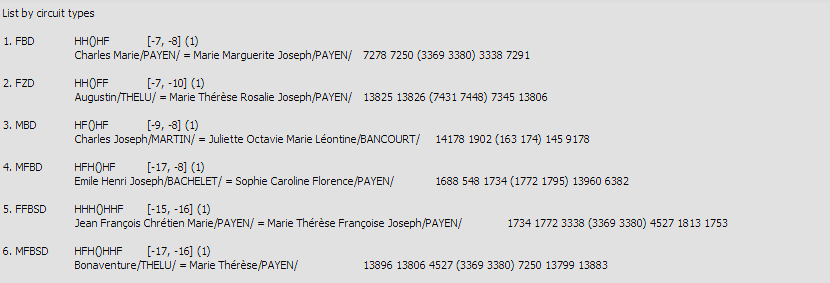 List by circuit types
1. FBD HH()HF [-7, -8] (1)
Charles Marie/PAYEN/ = Marie Marguerite Joseph/PAYEN/ 7278 7250 (3369 3380) 3338 7291
2. FZD HH()FF [-7, -10] (1)
Augustin/THELU/ = Marie Thérèse Rosalie Joseph/PAYEN/ 13825 13826 (7431 7448) 7345 13806
3. MBD HF()HF [-9, -8] (1)
Charles Joseph/MARTIN/ = Juliette Octavie Marie Léontine/BANCOURT/ 14178 1902 (163 174) 145 9178
4. MFBD HFH()HF [-17, -8] (1)
Emile Henri Joseph/BACHELET/ = Sophie Caroline Florence/PAYEN/ 1688 548 1734 (1772 1795) 13960 6382
5. FFBSD HHH()HHF [-15, -16] (1)
Jean François Chrétien Marie/PAYEN/ = Marie Thérèse Françoise Joseph/PAYEN/ 1734 1772 3338 (3369 3380) 4527 1813 1753
6. MFBSD HFH()HHF [-17, -16] (1)
Bonaventure/THELU/ = Marie Thérèse/PAYEN/ 13896 13806 4527 (3369 3380) 7250 13799 13883